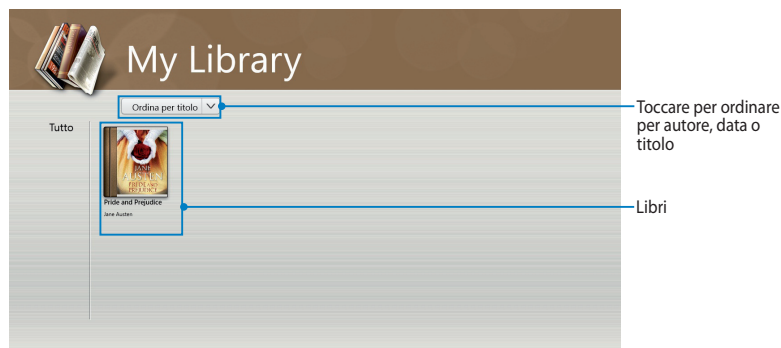 My Library
Ordina per titolo
Tutto
JANE
AUSTEN
PRIDE AND
PREJUDICE
Pride and Prejudice
Jane Austen
Toccare per ordinare
per autore, data o
titolo
Libri